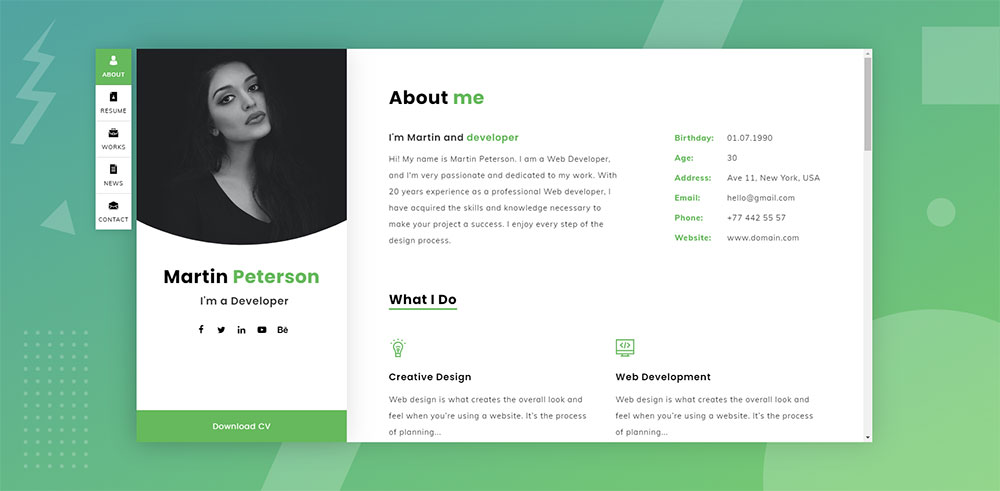 ABOUT
RESUME
WORKS
NEWS
CONTACT
Martin Peterson
I'm a Developer
Bē
Download CV
About me
I'm Martin and developer
Hi! My name is Martin Peterson. I am a Web Developer,
and I'm very passionate and dedicated to my work. With
20 years experience as a professional Web developer, I
have acquired the skills and knowledge necessary to
make your project a success. I enjoy every step of the
design process.
Birthday: 01.07.1990
Age: 30
Address: Ave 11, New York, USA
Email: hello@gmail.com
Phone: +77 442 55 57
Website: www.domain.com
What I Do
Creative Design
Web design is what creates the overall look and
feel when you're using a website. It's the process
of planning...
Web Development
Web design is what creates the overall look and
feel when you're using a website. It's the process
of planning...